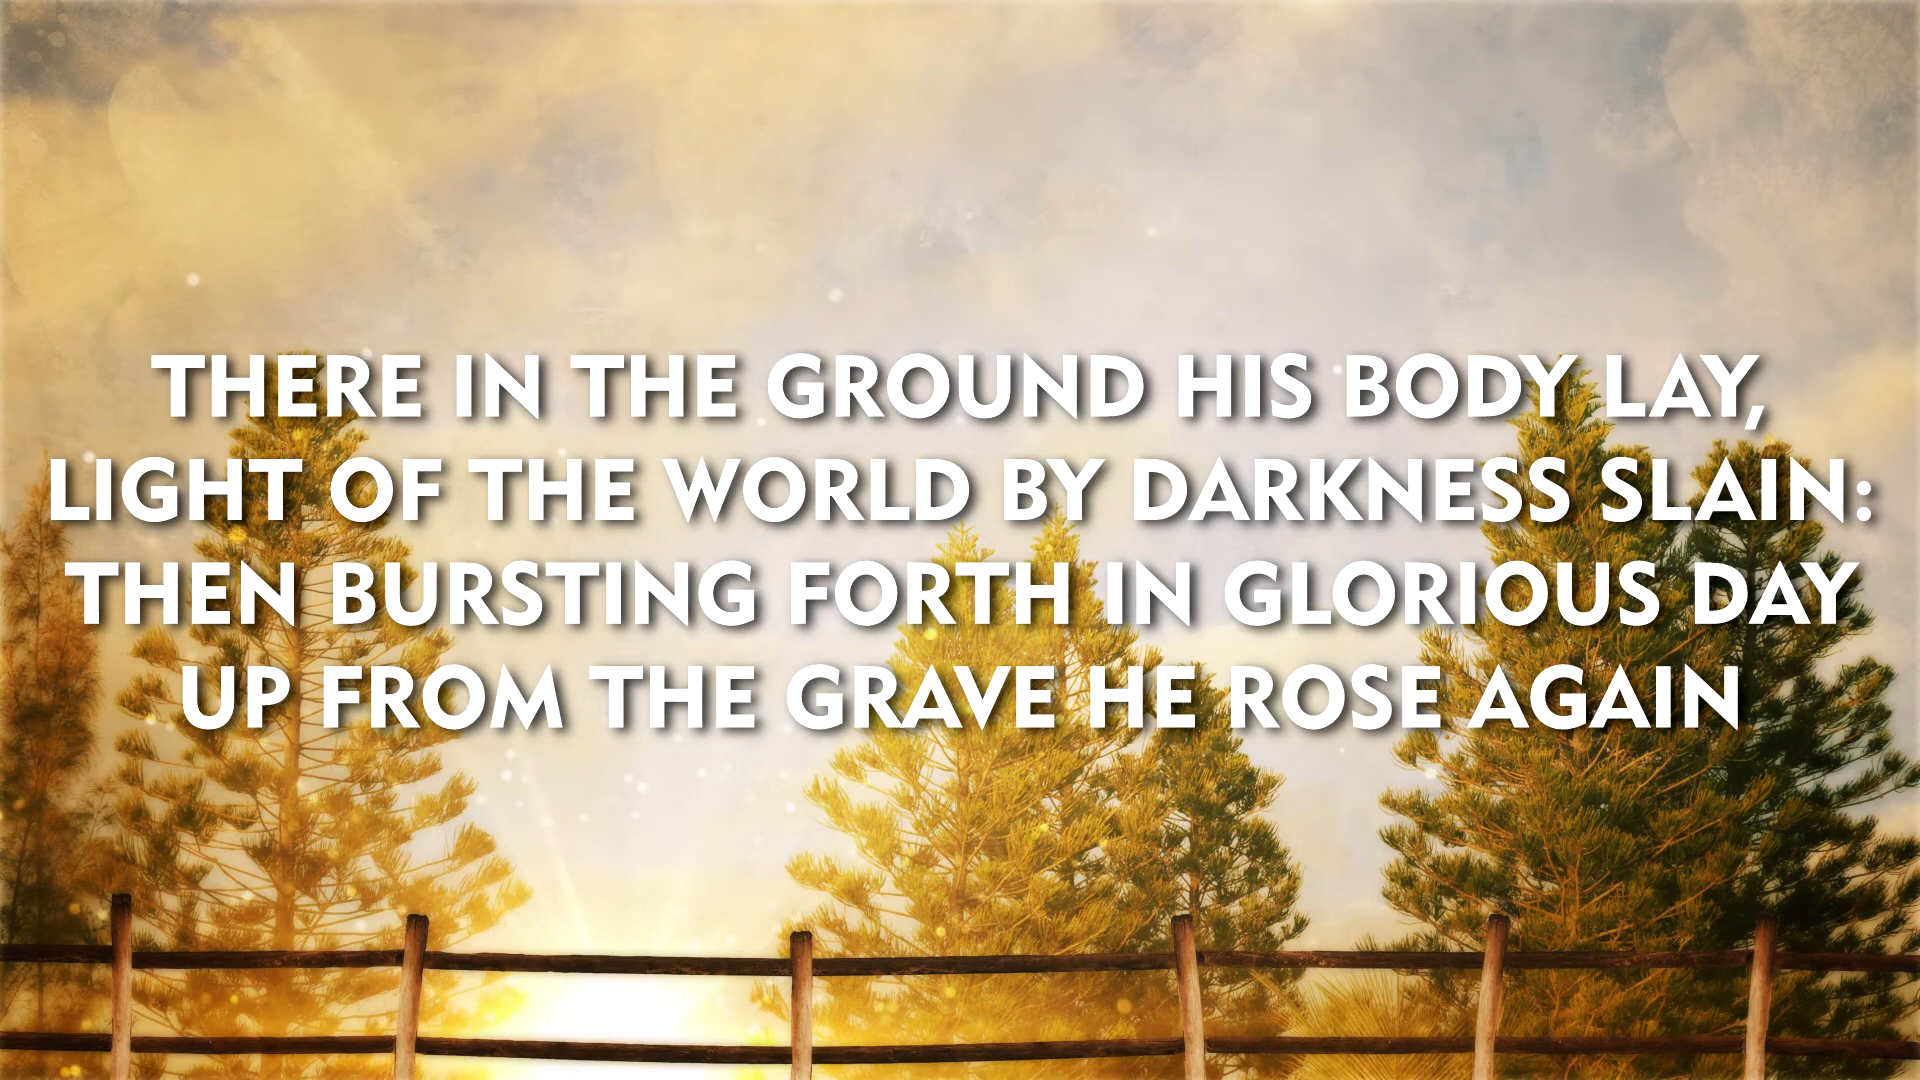 THERE IN THE GROUND HIS BODY LAY,
LIGHT OF THE WORLD BY DARKNESS SLAIN:
THEN BURSTING FORTH IN GLORIOUS DAY
UP FROM THE GRAVE HE ROSE AGAIN